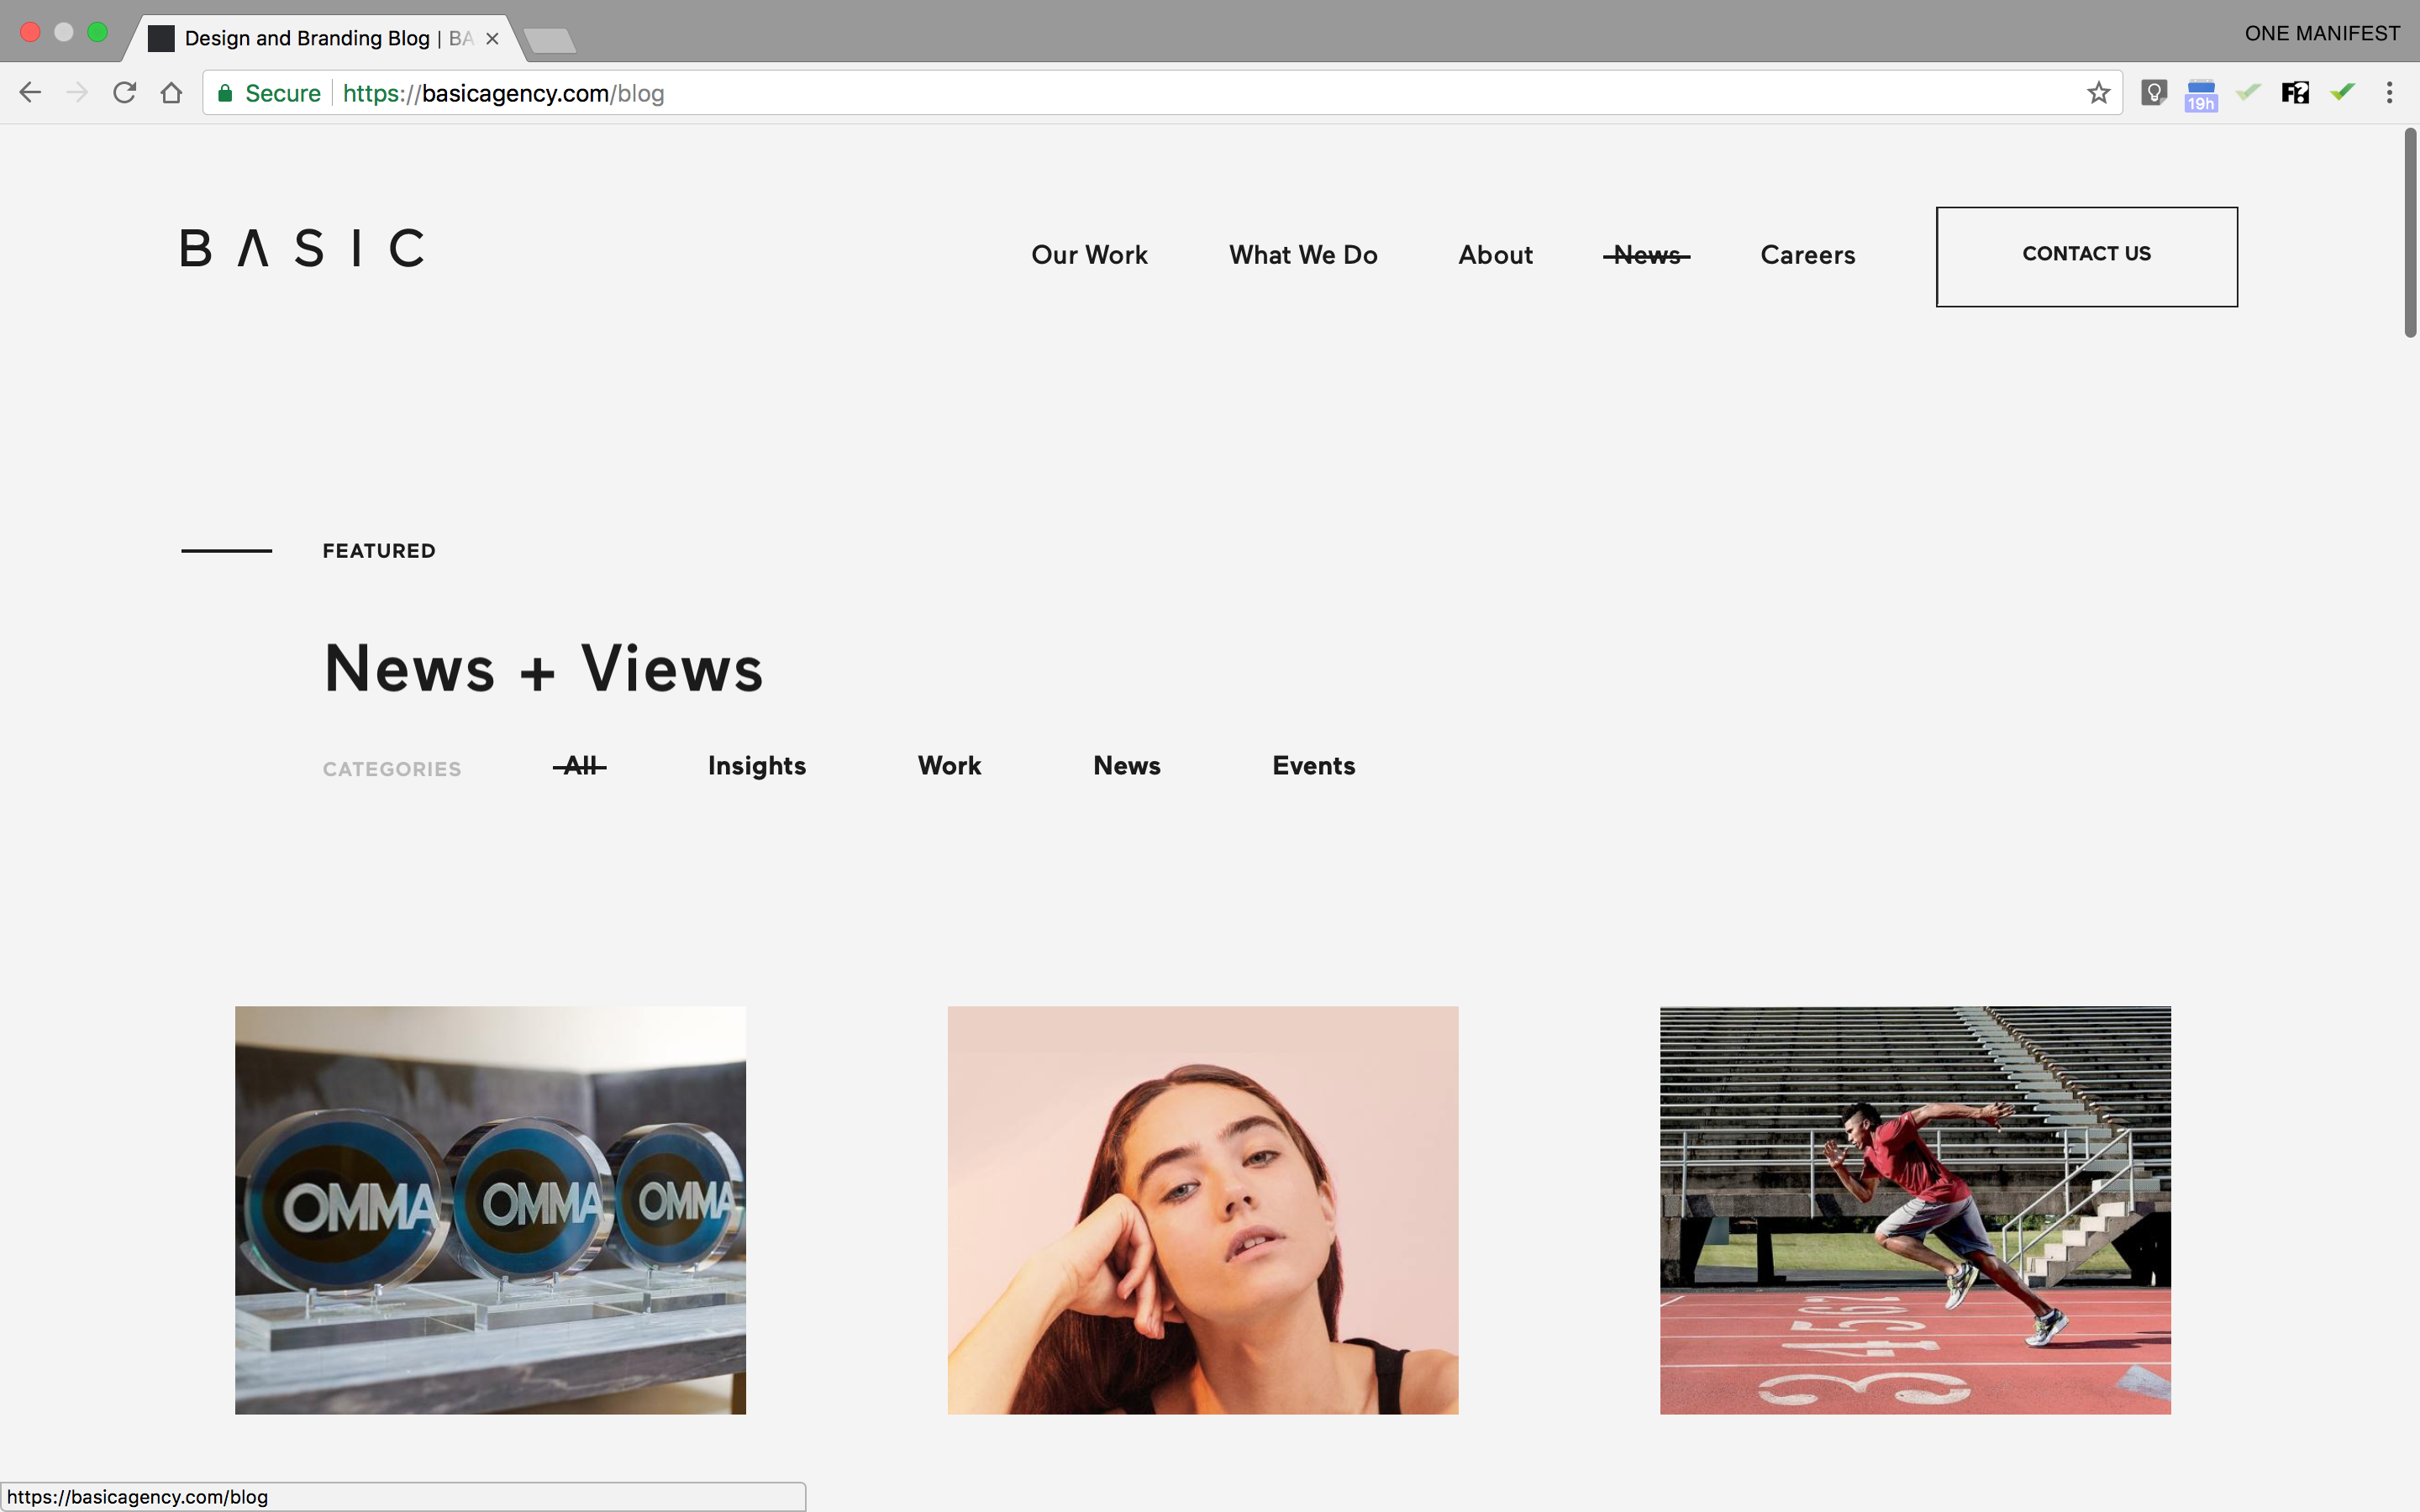 Design and Branding Blog | BA
ONE MANIFEST
Secure https://basicagency.com/blog
19h
F?
BASIC
Our Work What We Do About News Careers CONTACT US
FEATURED
News + Views
CATEGORIES All Insights Work News Events
OMMA OMMA OMMA
2
6
5
4
3
https://basicagency.com/blog